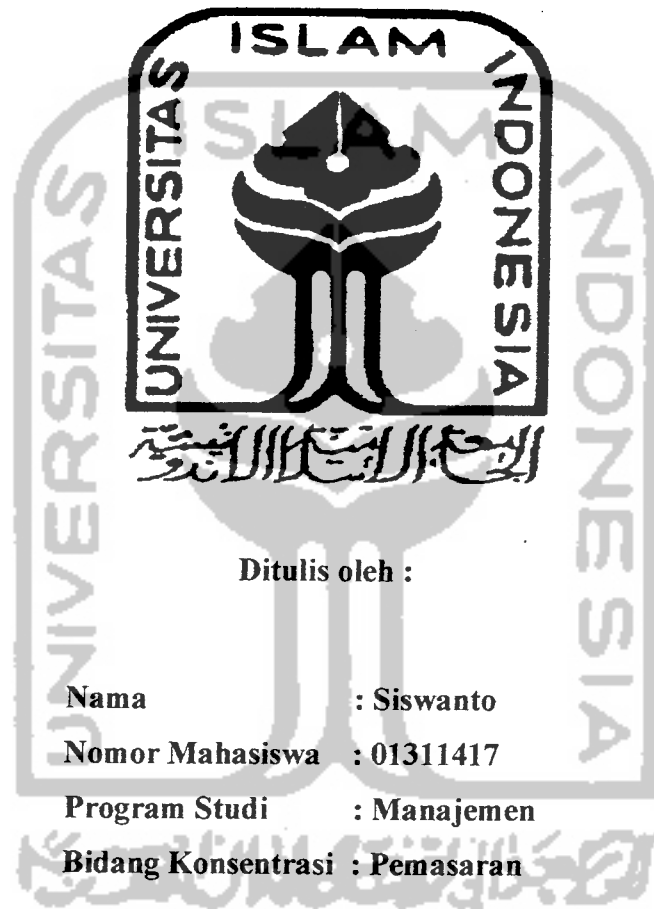 ISLAM
UNIVERSITAS
INDONESIA
Ditulis oleh :
Nama : Siswanto
Nomor Mahasiswa : 01311417
Program Studi : Manajemen
Bidang Konsentrasi : Pemasaran